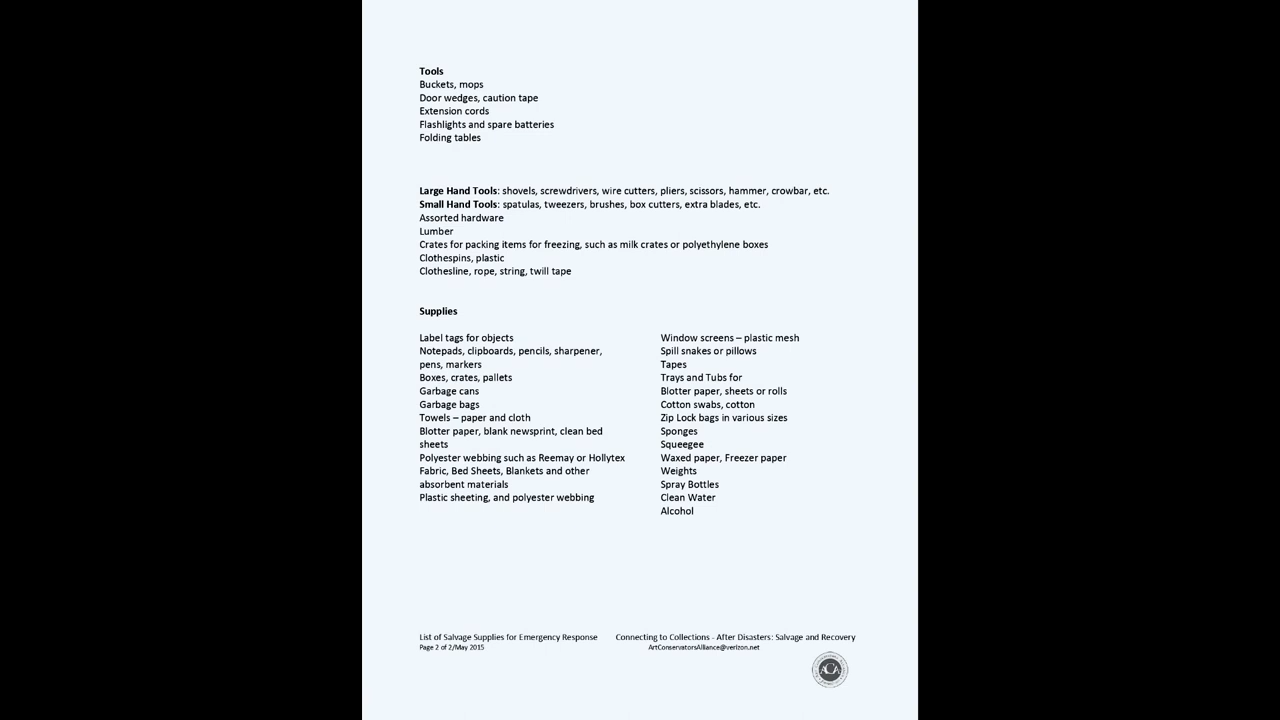 Tools
Buckets, mops
Door wedges, caution tape
Extension cords
Flashlights and spare batteries
Folding tables
Large Hand Tools: shovels, screwdrivers, wire cutters, pliers, scissors, hammer, crowbar, etc.
Small Hand Tools: spatulas, tweezers, brushes, box cutters, extra blades, etc.
Assorted hardware
Lumber
Crates for packing items for freezing, such as milk crates or polyethylene boxes
Clothespins, plastic
Clothesline, rope, string, twill tape
Supplies
Label tags for objects
Notepads, clipboards, pencils, sharpener,
pens, markers
Boxes, crates, pallets
Garbage cans
Garbage bags
Towels – paper and cloth
Blotter paper, blank newsprint, clean bed
sheets
Polyester webbing such as Reemay or Hollytex
Fabric, Bed Sheets, Blankets and other
absorbent materials
Plastic sheeting, and polyester webbing
Window screens – plastic mesh
Spill snakes or pillows
Tapes
Trays and Tubs for
Blotter paper, sheets or rolls
Cotton swabs, cotton
Zip Lock bags in various sizes
Sponges
Squeegee
Waxed paper, Freezer paper
Weights
Spray Bottles
Clean Water
Alcohol
List of Salvage Supplies for Emergency Response
Page 2 of 2/May 2015
Connecting to Collections - After Disasters: Salvage and Recovery
ArtConservatorsAlliance@verizon.net
ACA